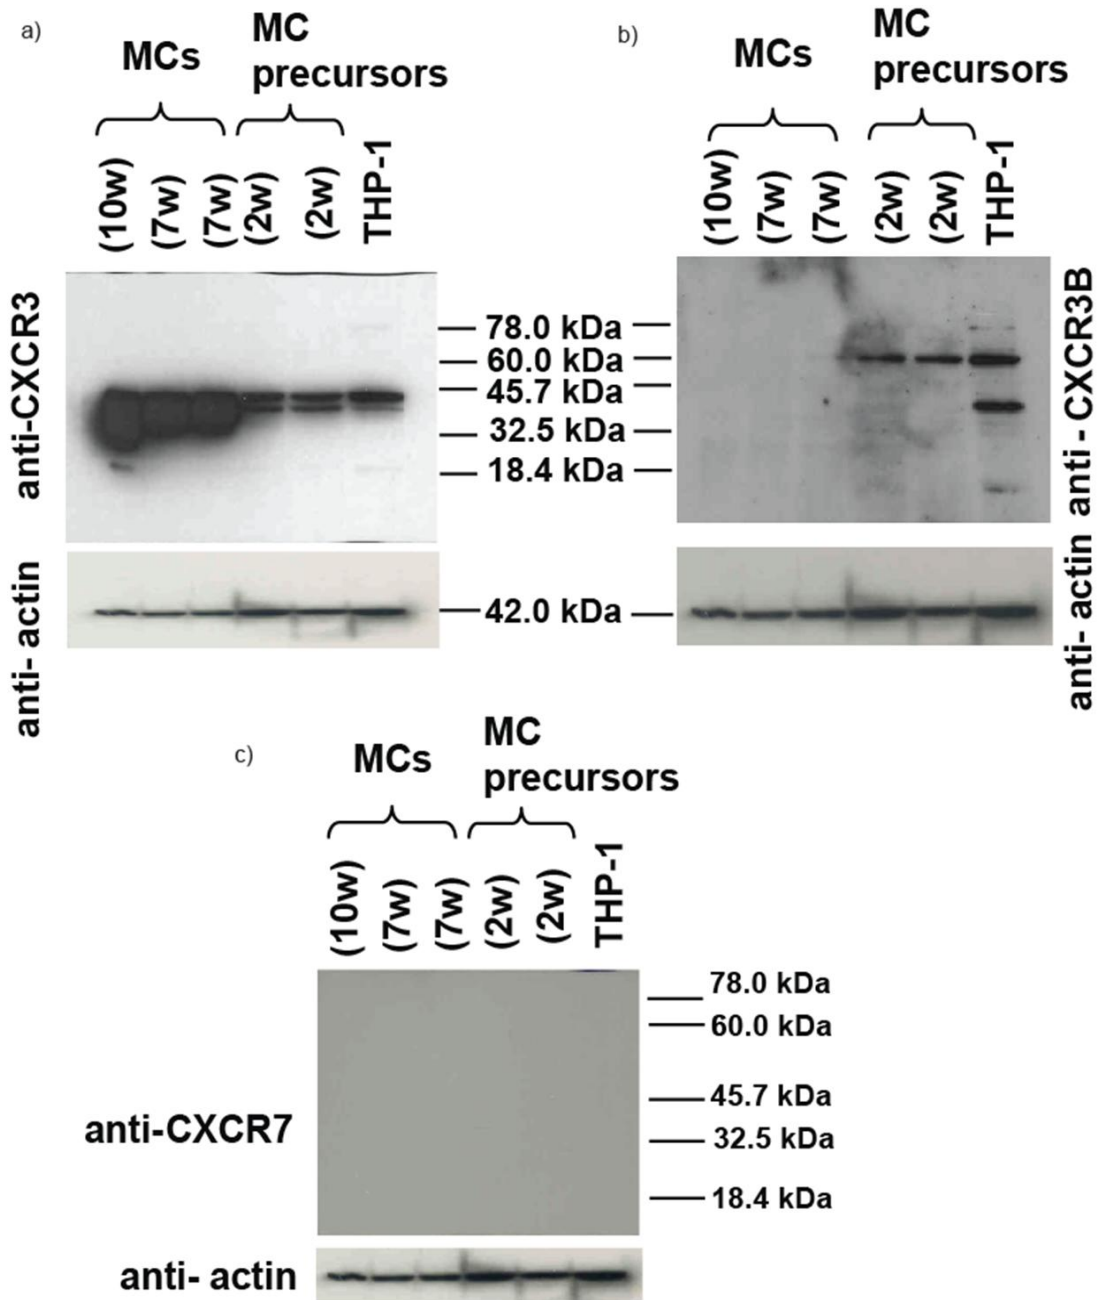 a)
MCs
MC
precursors
(10w)
(7w)
(7w)
(2w)
(2w)
THP-1
anti-CXCR3
anti- actin
78.0 kDa
60.0 kDa
45.7 kDa
32.5 kDa
18.4 kDa
42.0 kDa
b)
MCs
MC
precursors
(10w)
(7w)
(7w)
(2w)
(2w)
THP-1
anti - CXCR3B
anti- actin
c)
MCs
MC
precursors
(10w)
(7w)
(7w)
(2w)
(2w)
THP-1
anti-CXCR7
78.0 kDa
60.0 kDa
45.7 kDa
32.5 kDa
18.4 kDa
anti- actin